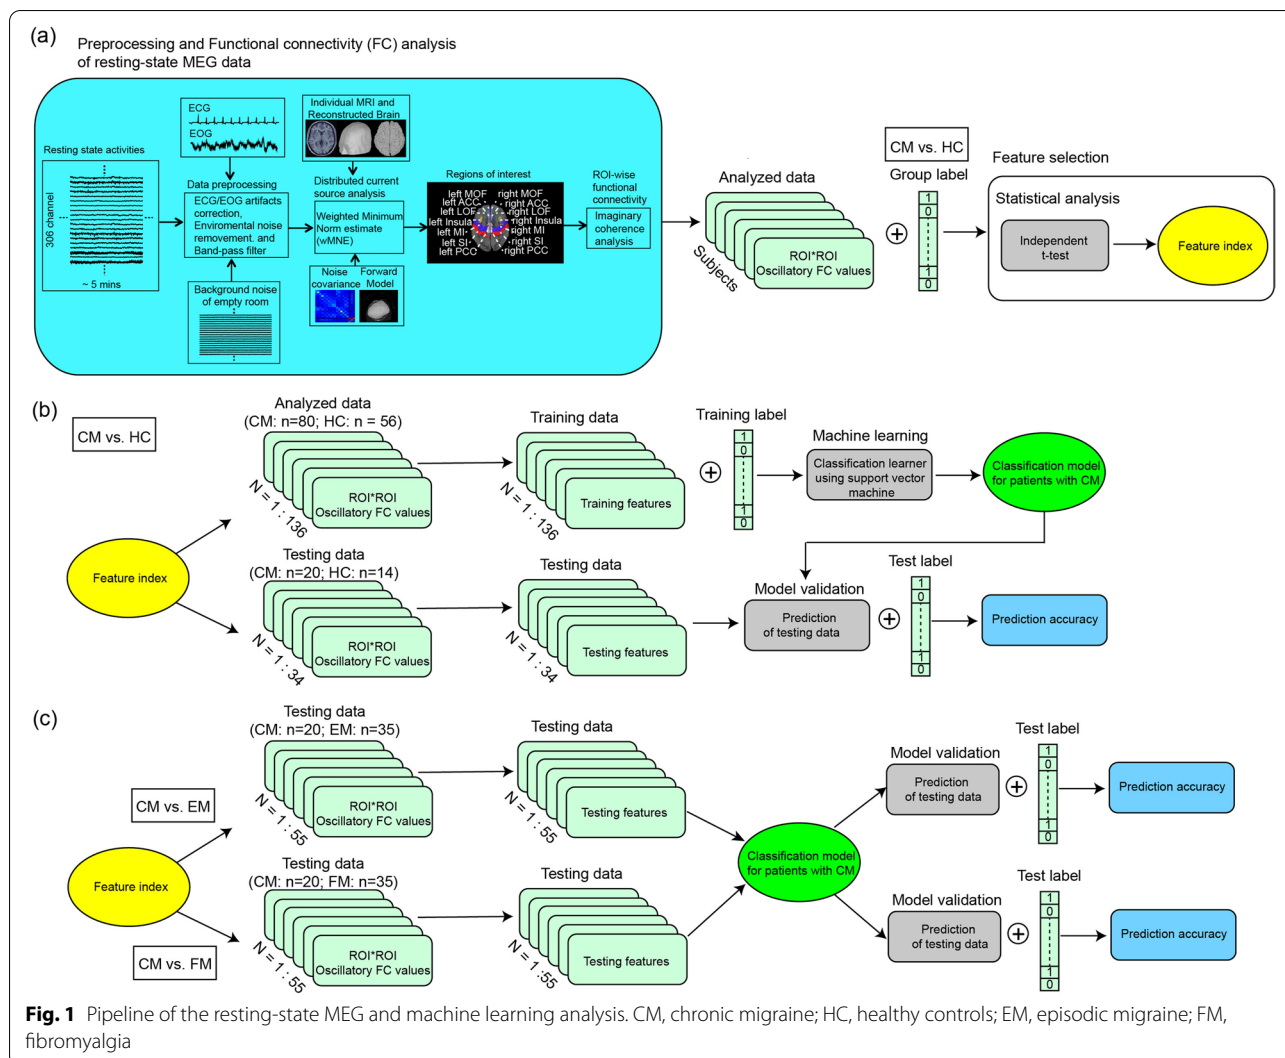 (a)
Preprocessing and Functional connectivity (FC) analysis
of resting-state MEG data
Resting state activities
306 channel
~ 5 mins
ECG
EOG
Data preprocessing
ECG/EOG artifacts
correction,
Enviromental noise
removement. and
Band-pass filter
Background noise
of empty room
Individual MRI and
Reconstructed Brain
Distributed current
source analysis
Weighted Minimum
Norm estimate
(wMNE)
Noise
covariance
Forward
Model
Regions of interest
left MOF right MOF
left ACC right ACC
left LOF right LOF
left Insula right Insula
left MI right MI
left SI right SI
left PCC right PCC
ROI-wise
functional
connectivity
Imaginary
coherence
analysis
Analyzed data
ROI*ROI
Oscillatory FC values
Subjects
+
CM vs. HC
Group label
1
0
1
0
Feature selection
Statistical analysis
Independent
t-test
Feature index
(b)
CM vs. HC
Feature index
Analyzed data
(CM: n=80; HC: n = 56)
ROI*ROI
Oscillatory FC values
N = 1 : 136
Training data
Training features
N = 1 : 136
+
Training label
1
0
1
0
Machine learning
Classification learner
using support vector
machine
Classification model
for patients with CM
Testing data
(CM: n=20; HC: n=14)
ROI*ROI
Oscillatory FC values
N = 1 : 34
Testing data
Testing features
N = 1 : 34
Model validation
Prediction
of testing data
+
Test label
1
0
1
0
Prediction accuracy
(c)
CM vs. EM
Feature index
CM vs. FM
Testing data
(CM: n=20; EM: n=35)
ROI*ROI
Oscillatory FC values
N = 1 : 55
Testing data
Testing features
N = 1 : 55
Testing data
(CM: n=20; FM: n=35)
ROI*ROI
Oscillatory FC values
N = 1 : 55
Testing data
Testing features
N = 1 :55
Classification model
for patients with CM
Model validation
Prediction
of testing data
+
Test label
1
0
1
0
Prediction accuracy
Model validation
Prediction
of testing data
+
Test label
1
0
1
0
Prediction accuracy
Fig. 1 Pipeline of the resting-state MEG and machine learning analysis. CM, chronic migraine; HC, healthy controls; EM, episodic migraine; FM,
fibromyalgia